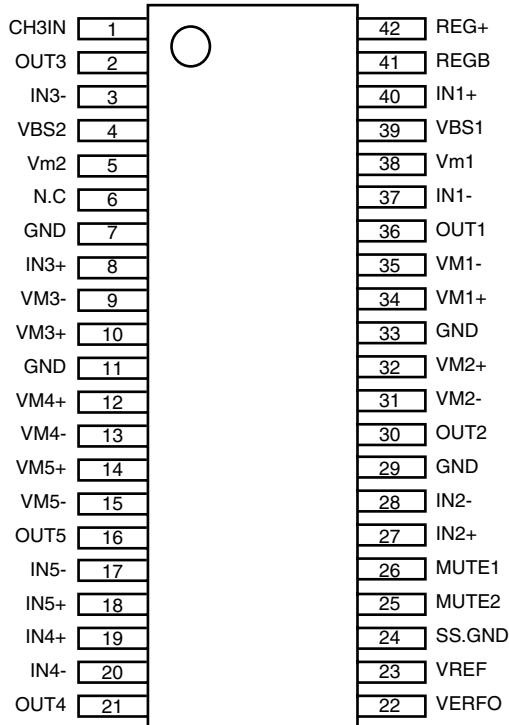 CH3IN 1 42 REG+
OUT3 2 41 REGB
IN3- 3 40 IN1+
VBS2 4 39 VBS1
Vm2 5 38 Vm1
N.C 6 37 IN1-
GND 7 36 OUT1
IN3+ 8 35 VM1-
VM3- 9 34 VM1+
VM3+ 10 33 GND
GND 11 32 VM2+
VM4+ 12 31 VM2-
VM4- 13 30 OUT2
VM5+ 14 29 GND
VM5- 15 28 IN2-
OUT5 16 27 IN2+
IN5- 17 26 MUTE1
IN5+ 18 25 MUTE2
IN4+ 19 24 SS.GND
IN4- 20 23 VREF
OUT4 21 22 VERFO